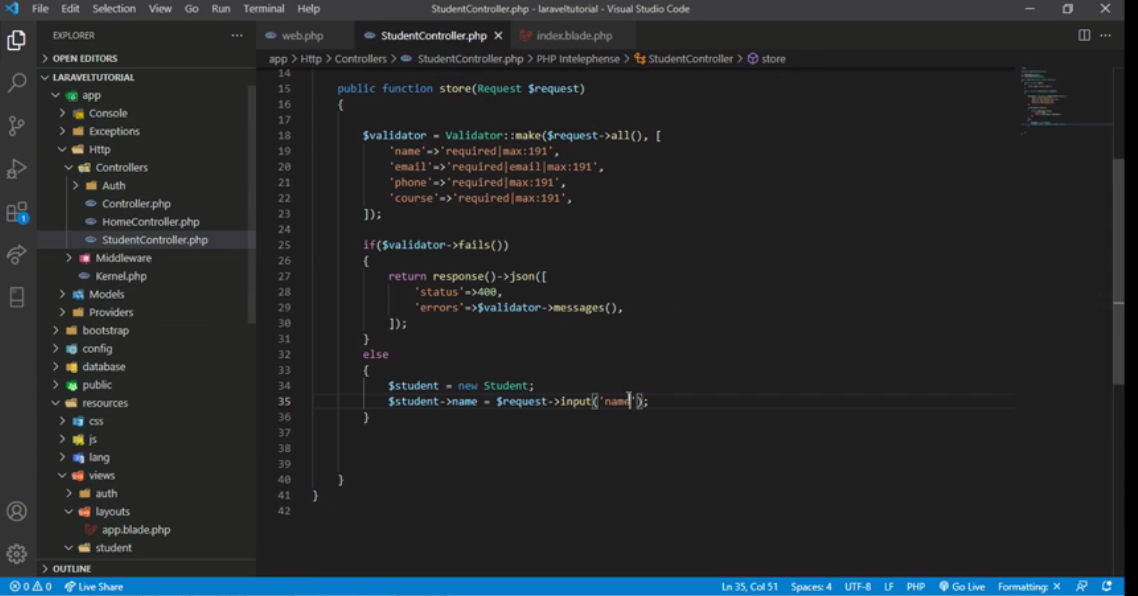 File Edit Selection View Go Run Terminal Help StudentController.php - laraveltutorial - Visual Studio Code
EXPLORER
OPEN EDITORS
LARAVELTUTORIAL
app
Console
Exceptions
Http
Controllers
Auth
Controller.php
HomeController.php
StudentController.php
Middleware
Kernel.php
Models
Providers
bootstrap
config
database
public
resources
css
js
lang
views
auth
layouts
app.blade.php
student
OUTLINE
1
web.php StudentController.php index.blade.php
app > Http > Controllers > StudentController.php > PHP Intelephense > StudentController > store
14
15 public function store(Request $request)
16 {
17
18 $validator = Validator::make($request->all(), [
19 'name'=>'required|max:191',
20 'email'=>'required|email|max:191',
21 'phone'=>'required|max:191',
22 'course'=>'required|max:191',
23 ]);
24
25 if($validator->fails())
26 {
27 return response()->json([
28 'status'=>400,
29 'errors'=>$validator->messages(),
30 ]);
31 }
32 else
33 {
34 $student = new Student;
35 $student->name = $request->input('name');
36 }
37
38
39
40 }
41 }
42
0 0 Live Share Ln 35, Col 51 Spaces: 4 UTF-8 LF PHP Go Live Formatting: ×